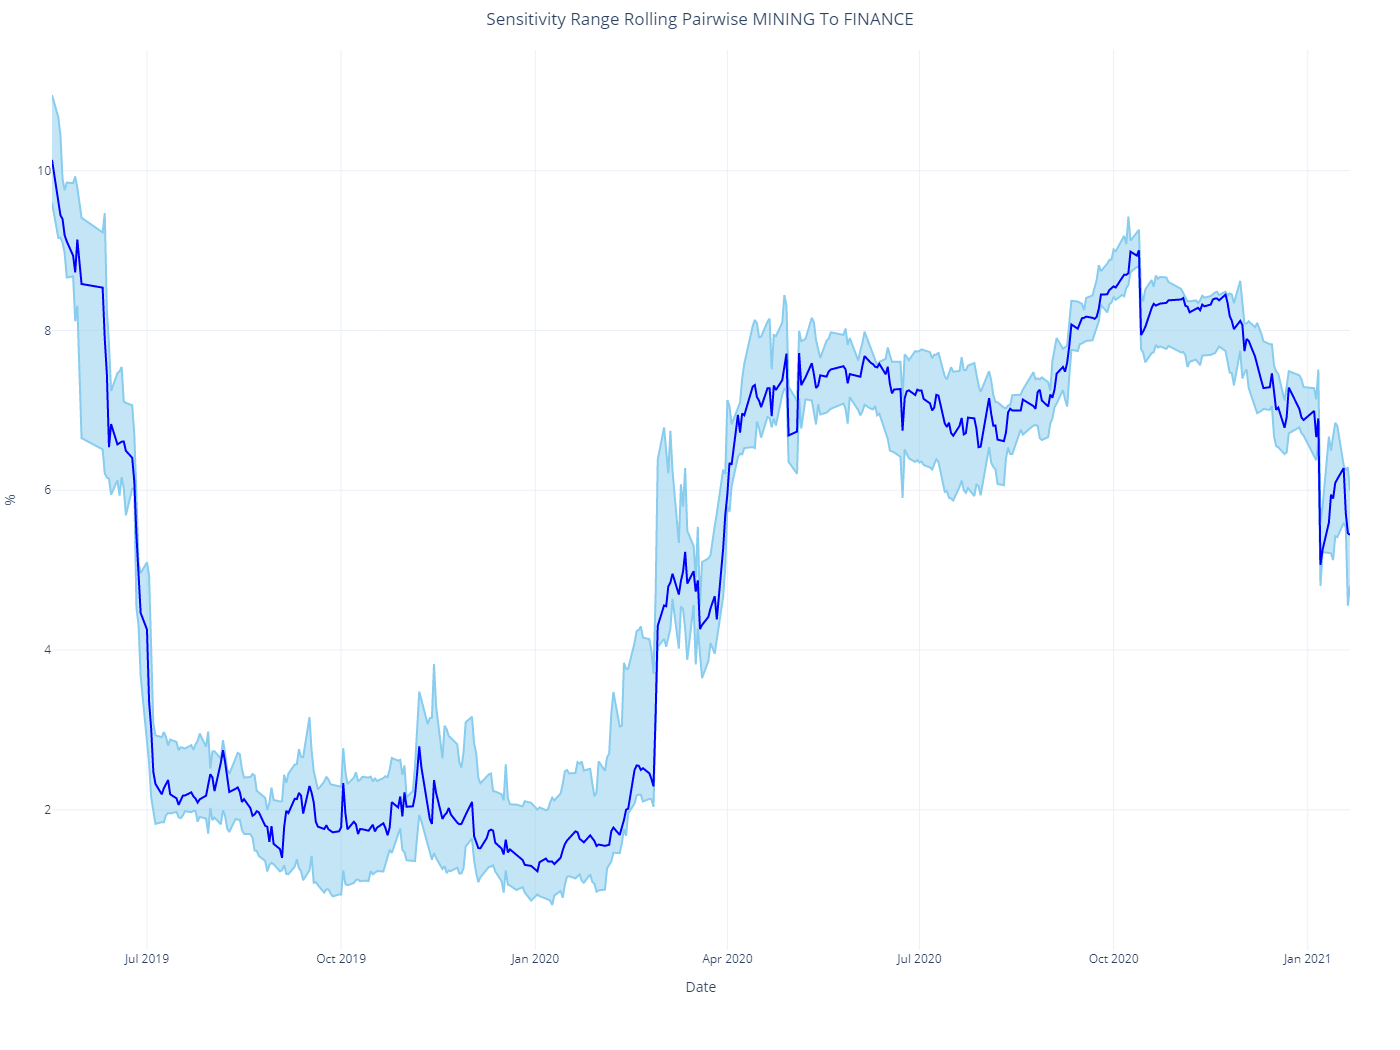 Sensitivity Range Rolling Pairwise MINING To FINANCE
10
8
6
4
2
%
Jul 2019
Oct 2019
Jan 2020
Apr 2020
Jul 2020
Oct 2020
Jan 2021
Date